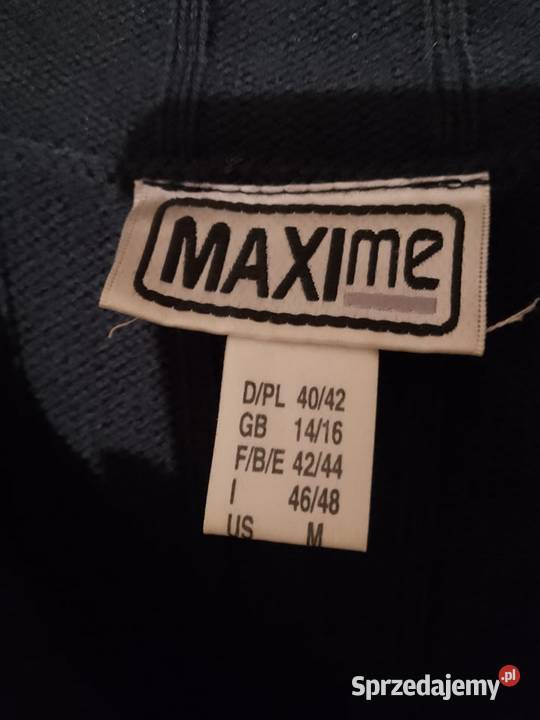 MAXIme
D/PL 40/42
GB 14/16
F/B/E 42/44
I 46/48
US M
Sprzedajemy.pl